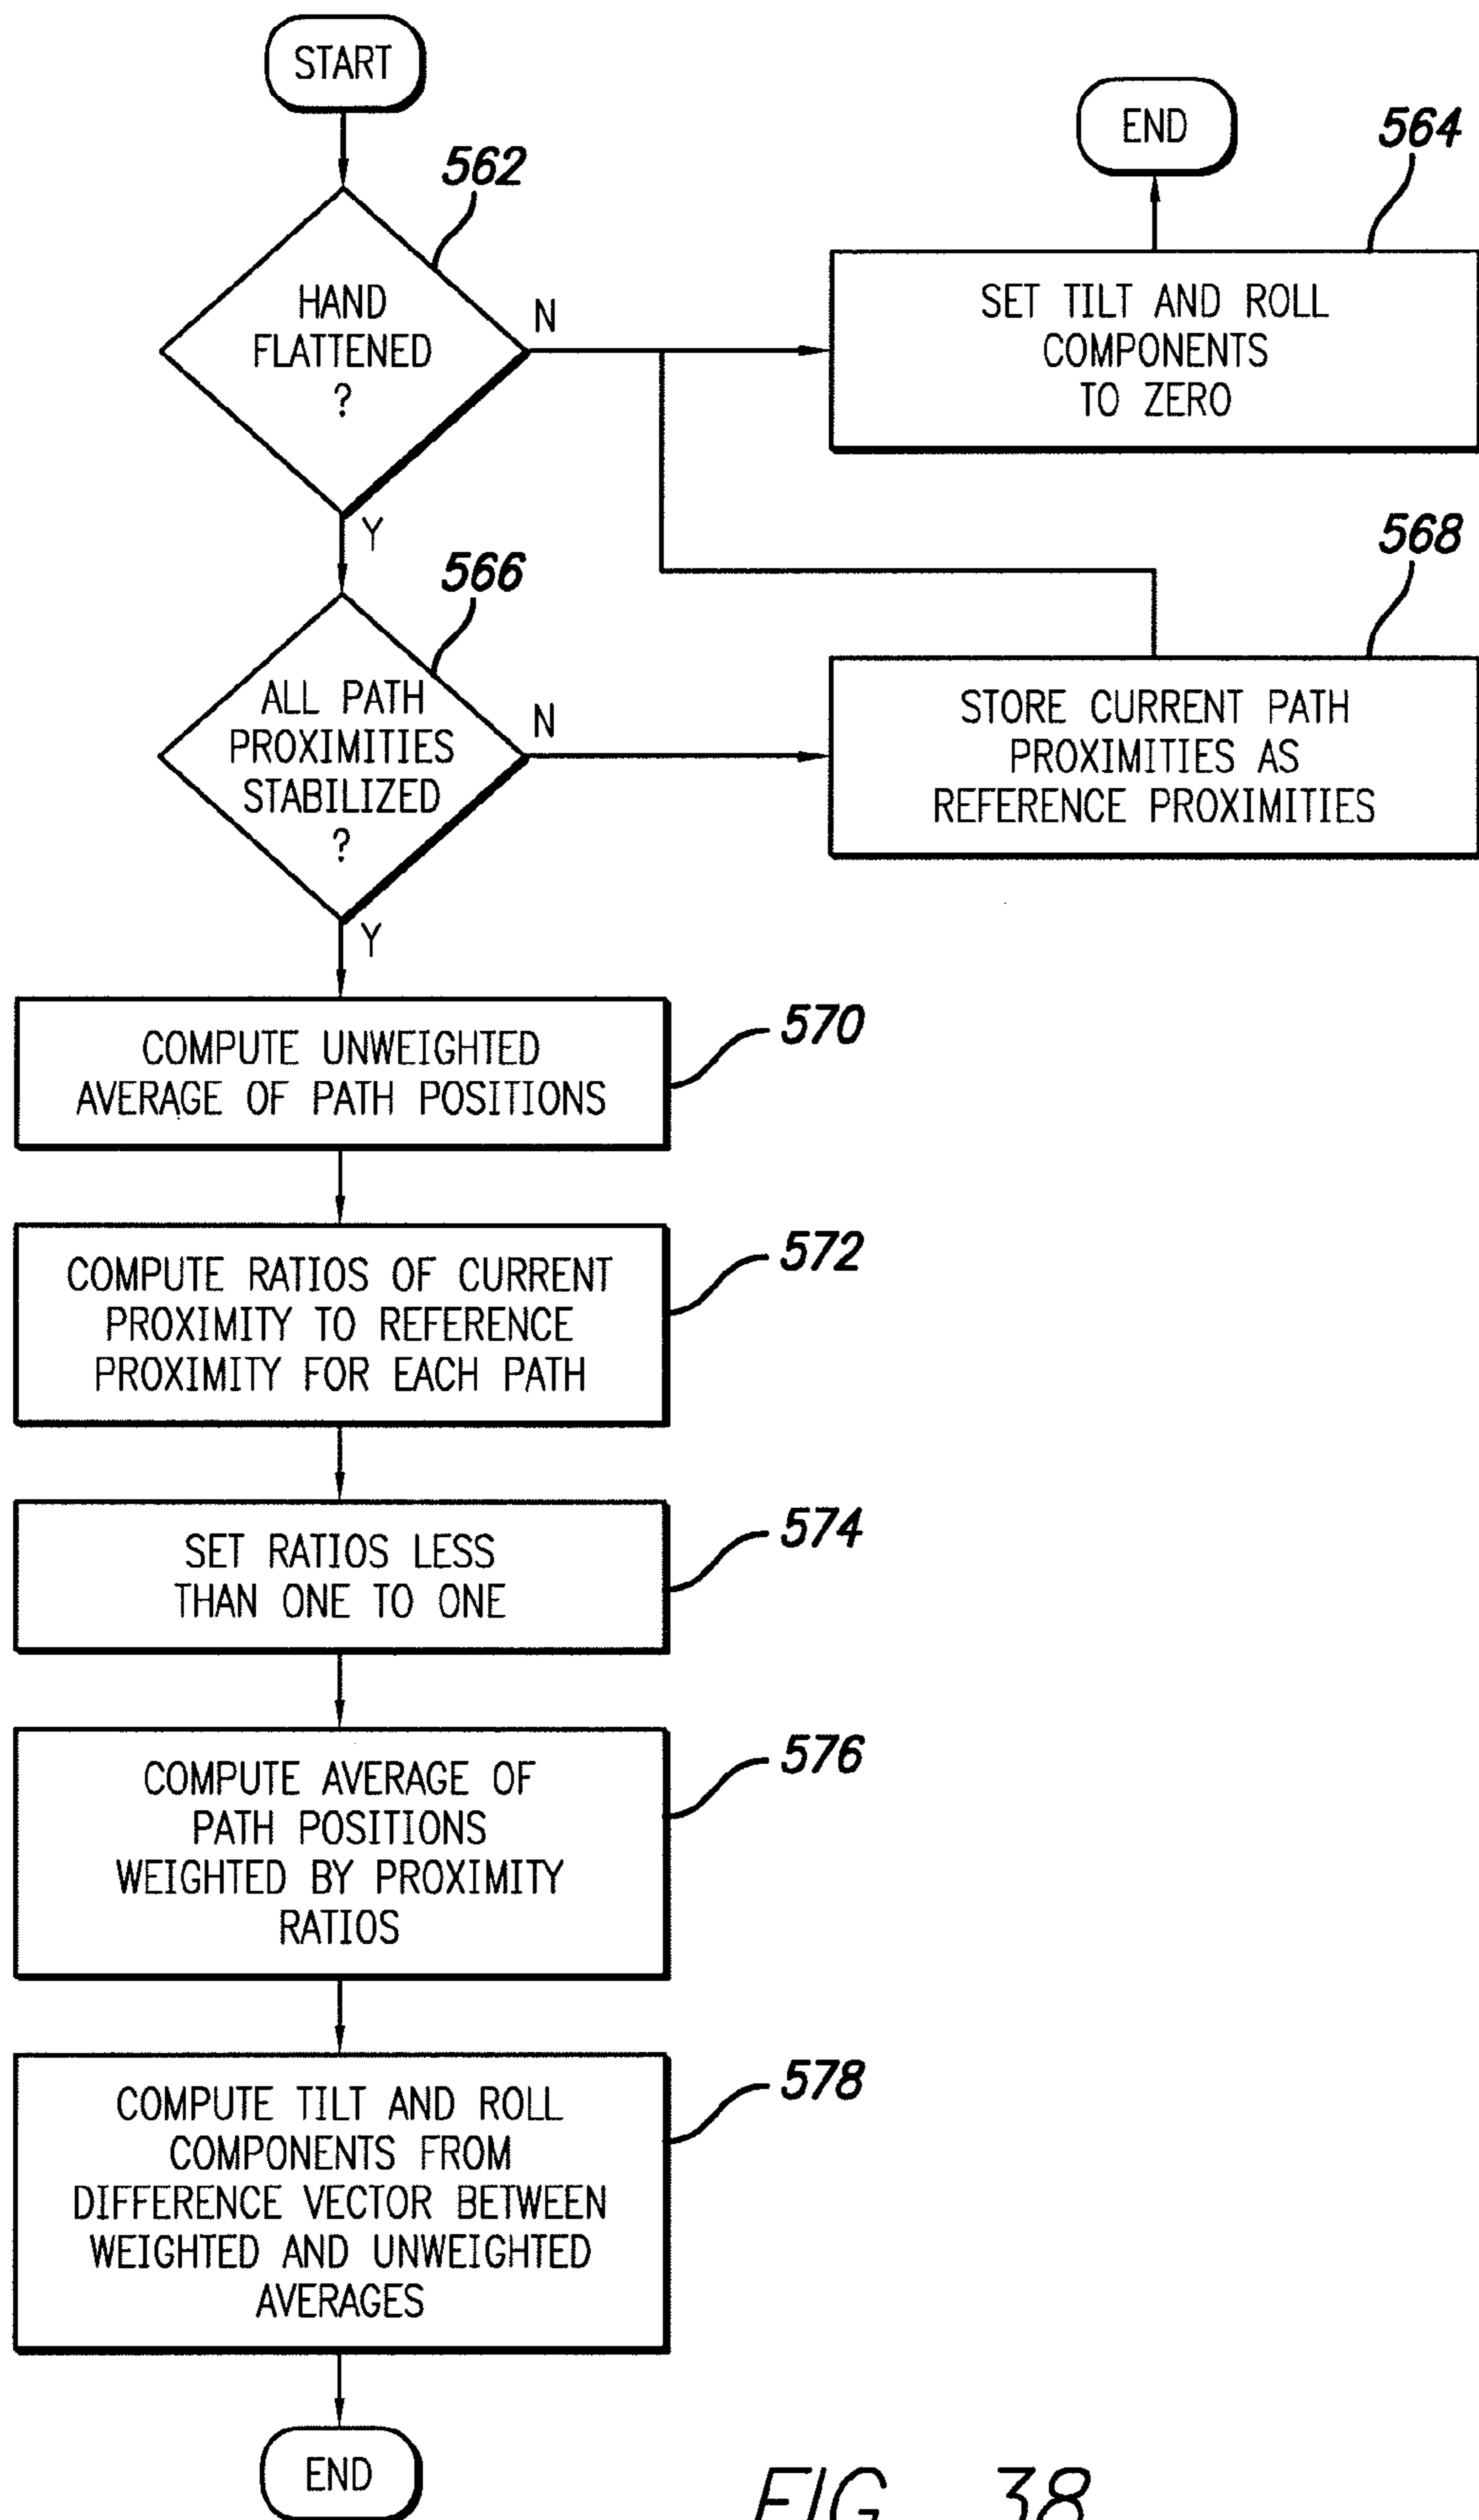 START
END
564
562
HAND
FLATTENED
?
N
SET TILT AND ROLL
COMPONENTS
TO ZERO
Y
566
568
ALL PATH
PROXIMITIES
STABILIZED
?
N
STORE CURRENT PATH
PROXIMITIES AS
REFERENCE PROXIMITIES
Y
COMPUTE UNWEIGHTED
AVERAGE OF PATH POSITIONS
570
COMPUTE RATIOS OF CURRENT
PROXIMITY TO REFERENCE
PROXIMITY FOR EACH PATH
572
SET RATIOS LESS
THAN ONE TO ONE
574
COMPUTE AVERAGE OF
PATH POSITIONS
WEIGHTED BY PROXIMITY
RATIOS
576
COMPUTE TILT AND ROLL
COMPONENTS FROM
DIFFERENCE VECTOR BETWEEN
WEIGHTED AND UNWEIGHTED
AVERAGES
578
END
FIG. 38